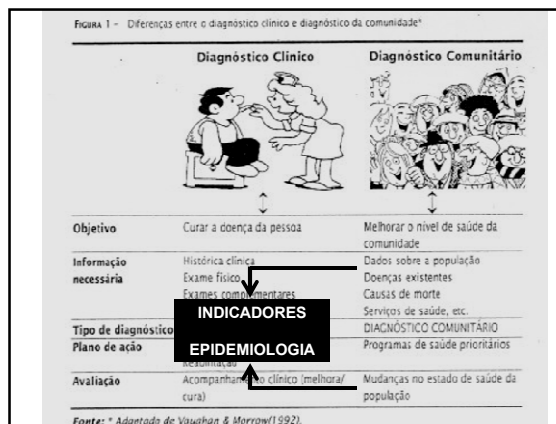 FIGURA 1 – Diferenças entre o diagnóstico clínico e diagnóstico da comunidade*
Diagnóstico Clínico Diagnóstico Comunitário
Objetivo Curar a doença da pessoa Melhorar o nível de saúde da
comunidade
Informação Histórica clínica Dados sobre a população
necessária Exame físico Doenças existentes
Exames complementares Causas de morte
INDICADORES Serviços de saúde, etc.
Tipo de diagnóstico DIAGNÓSTICO COMUNITÁRIO
Plano de ação Programas de saúde prioritários
EPIDEMIOLOGIA
Reabilitação
Avaliação Acompanhamento clínico (melhora/ Mudanças no estado de saúde da
cura) população
Fonte: * Adaptado de Vaughan & Morrow(1992).